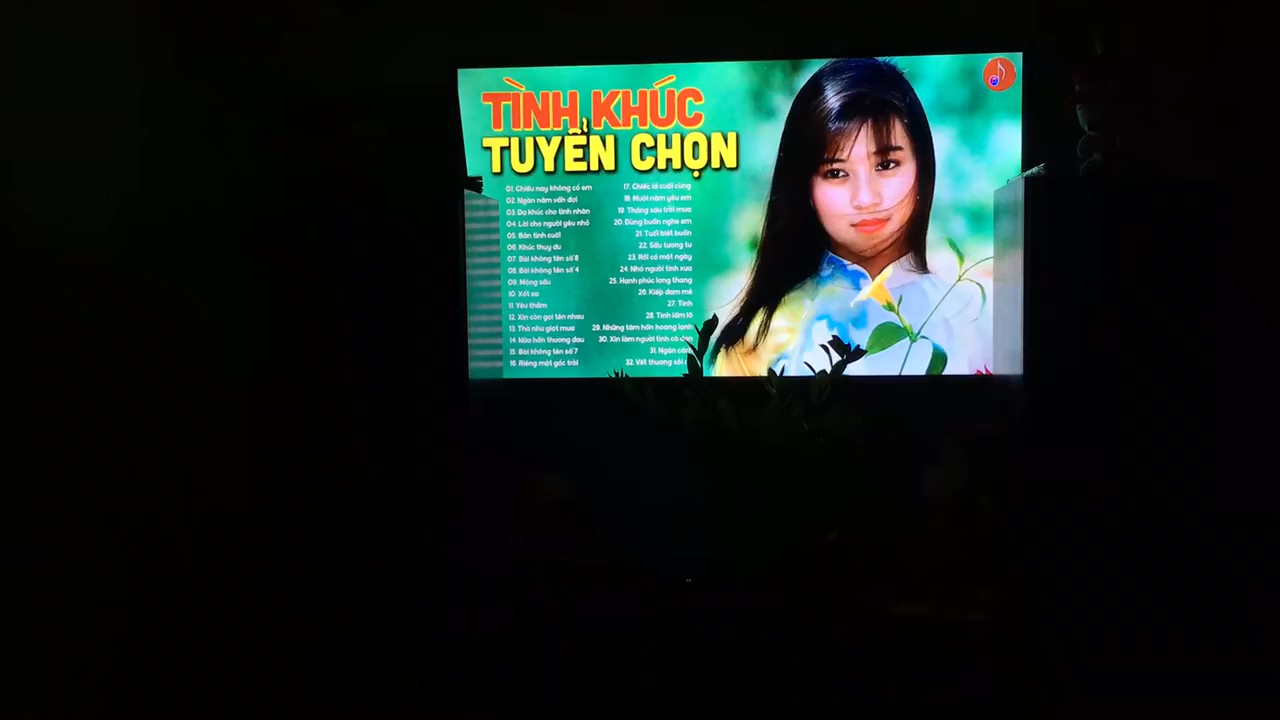 TÌNH KHÚC
TUYỂN CHỌN
01. Chiều nay không có em
02. Ngàn năm vẫn đợi
03. Dạ khúc cho tình nhân
04. Lời cho người yêu nhỏ
05. Bản tình cuối
06. Khúc thụy du
07. Bài không tên số 8
08. Bài không tên số 4
09. Mộng sầu
10. Xót xa
11. Yêu thầm
12. Xin còn gọi tên nhau
13. Thà như giọt mưa
14. Nửa hồn thương đau
15. Bài không tên số 7
16. Riêng một góc trời
17. Chiếc lá cuối cùng
18. Mười năm yêu em
19. Tháng sáu trời mưa
20. Đừng buồn nghe em
21. Tuổi biết buồn
22. Sầu tương tư
23. Rồi có một ngày
24. Nhớ người tình xưa
25. Hạnh phúc lang thang
26. Kiếp đam mê
27. Tình
28. Tình lầm lỡ
29. Những tâm hồn hoang lạnh
30. Xin làm người tình cô đơn
31. Ngăn cách
32. Vết thương